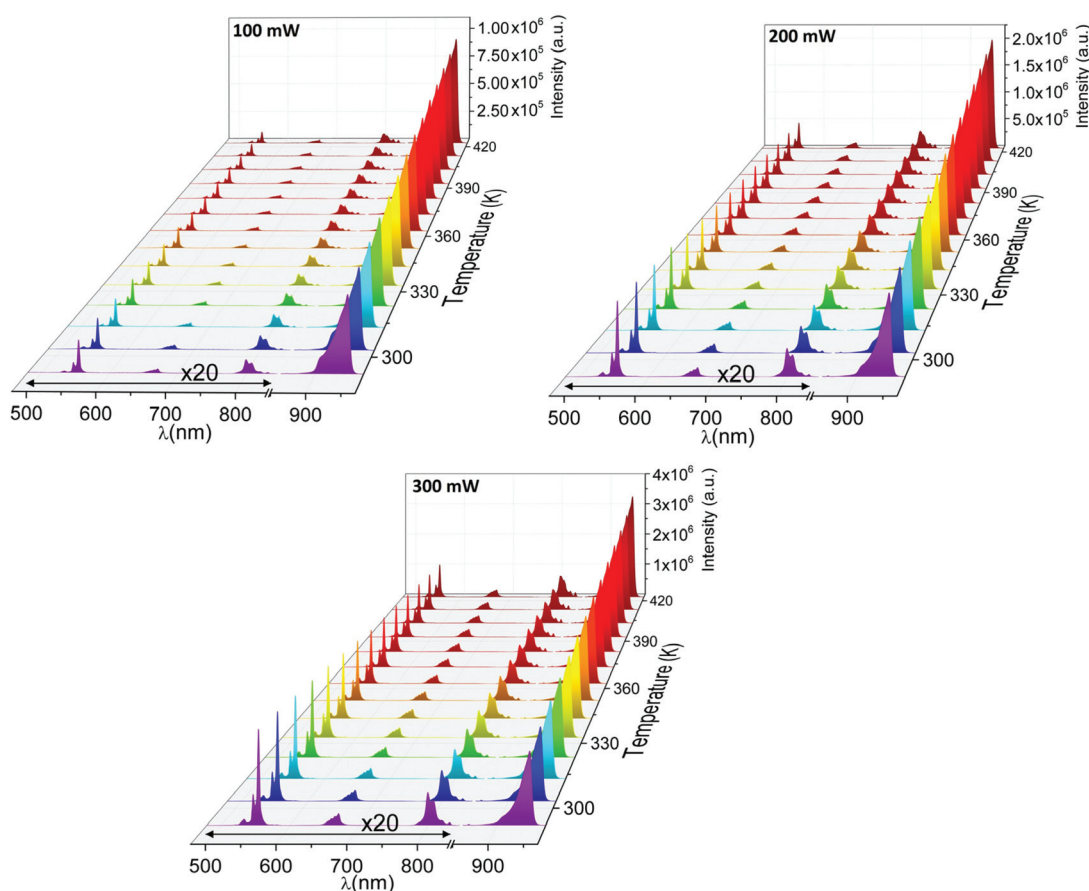 100 mW
1.00x10⁶
7.50x10⁵
5.00x10⁵
2.50x10⁵
Intensity (a.u.)
420
390
360
330
300
Temperature (K)
x20
500 600 700 800 900
λ(nm)
200 mW
2.0x10⁶
1.5x10⁶
1.0x10⁶
5.0x10⁵
Intensity (a.u.)
420
390
360
330
300
Temperature (K)
x20
500 600 700 800 900
λ(nm)
300 mW
4x10⁶
3x10⁶
2x10⁶
1x10⁶
Intensity (a.u.)
420
390
360
330
300
Temperature (K)
x20
500 600 700 800 900
λ(nm)